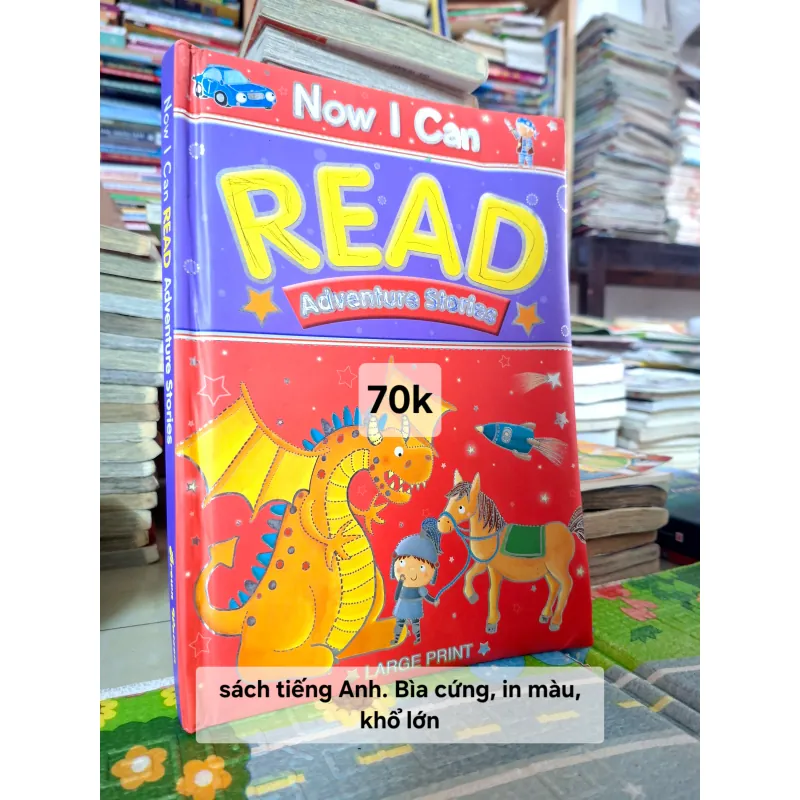 Now I Can
READ
Adventure Stories
Now I Can READ Adventure Stories
70k
LARGE PRINT
sách tiếng Anh. Bìa cứng, in màu,
khổ lớn